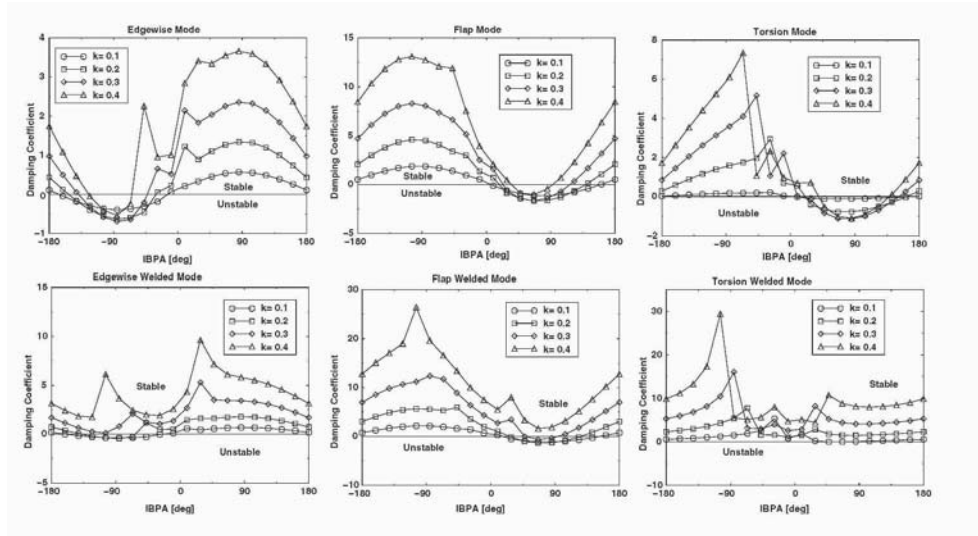 Edgewise Mode
4
3
2
1
0
−1
Damping Coefficient
k= 0.1
k= 0.2
k= 0.3
k= 0.4
Stable
Unstable
−180
−90
0
90
180
IBPA [deg]
Flap Mode
15
10
5
0
−5
Damping Coefficient
k= 0.1
k= 0.2
k= 0.3
k= 0.4
Stable
Unstable
−180
−90
0
90
180
IBPA [deg]
Torsion Mode
8
6
4
2
0
−2
Damping Coefficient
k= 0.1
k= 0.2
k= 0.3
k= 0.4
Stable
Unstable
−180
−90
0
90
180
IBPA [deg]
Edgewise Welded Mode
15
10
5
0
−5
Damping Coefficient
k= 0.1
k= 0.2
k= 0.3
k= 0.4
Stable
Unstable
−180
−90
0
90
180
IBPA [deg]
Flap Welded Mode
30
20
10
0
−10
Damping Coefficient
k= 0.1
k= 0.2
k= 0.3
k= 0.4
Stable
Unstable
−180
−90
0
90
180
IBPA [deg]
Torsion Welded Mode
30
20
10
0
−10
Damping Coefficient
k= 0.1
k= 0.2
k= 0.3
k= 0.4
Stable
Unstable
−180
−90
0
90
180
IBPA [deg]